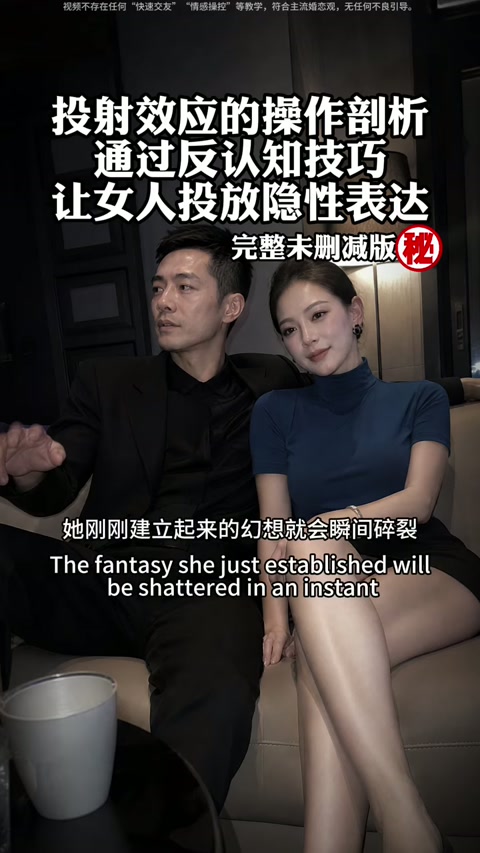 视频不存在任何“快速交友”“情感操控”等教学，符合主流婚恋观，无任何不良引导。
投射效应的操作剖析
通过反认知技巧
让女人投放隐性表达
完整未删减版㊙
她刚刚建立起来的幻想就会瞬间碎裂
The fantasy she just established will
be shattered in an instant